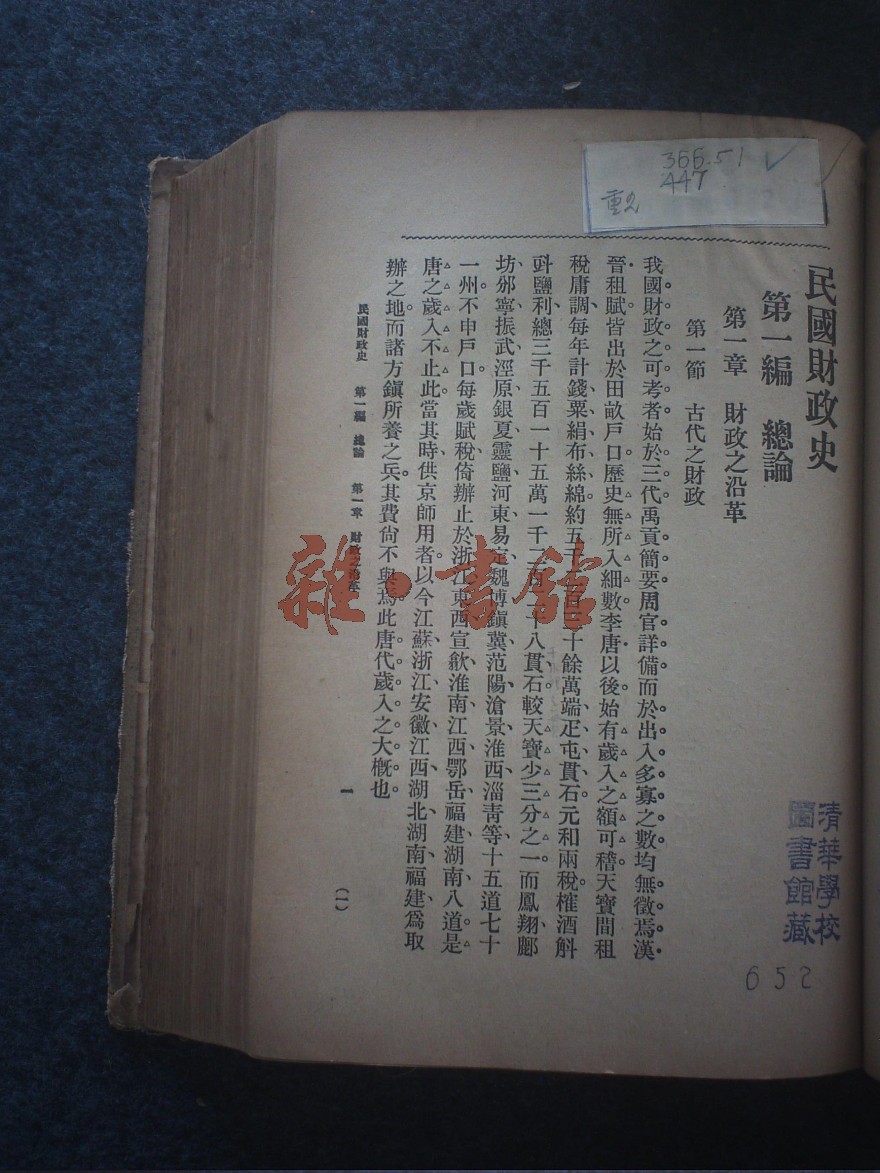 366.51
447
重2
民國財政史
第一編 總論
第一章 財政之沿革
第一節 古代之財政
我國財政之可考者始於三代禹貢簡要周官詳備而於出入多寡之數均無徵焉漢
晉租賦皆出於田畝戶口歷史無所入細數李唐以後始有歲入之額可稽天寶間租
稅庸調每年計錢粟絹布絲綿約五千 百 十餘萬端疋屯貫石元和兩稅榷酒斛
㪷鹽利總三千五百一十五萬一千二百二十八貫石較天寶少三分之一而鳳翔鄜
坊邠寧振武涇原銀夏靈鹽河東易定魏博鎮冀范陽滄景淮西淄靑等十五道七十
一州不申戶口每歲賦稅倚辦止於浙江東西宣歙淮南江西鄂岳福建湖南八道是
唐之歲入不止此當其時供京師用者以今江蘇浙江安徽江西湖北湖南福建爲取
辦之地而諸方鎮所養之兵其費尙不與焉此唐代歲入之大槪也
民國財政史 第一編 總論 第一章 財政之沿革
一
(一)
清華學校
圖書館藏
652
雜·書館